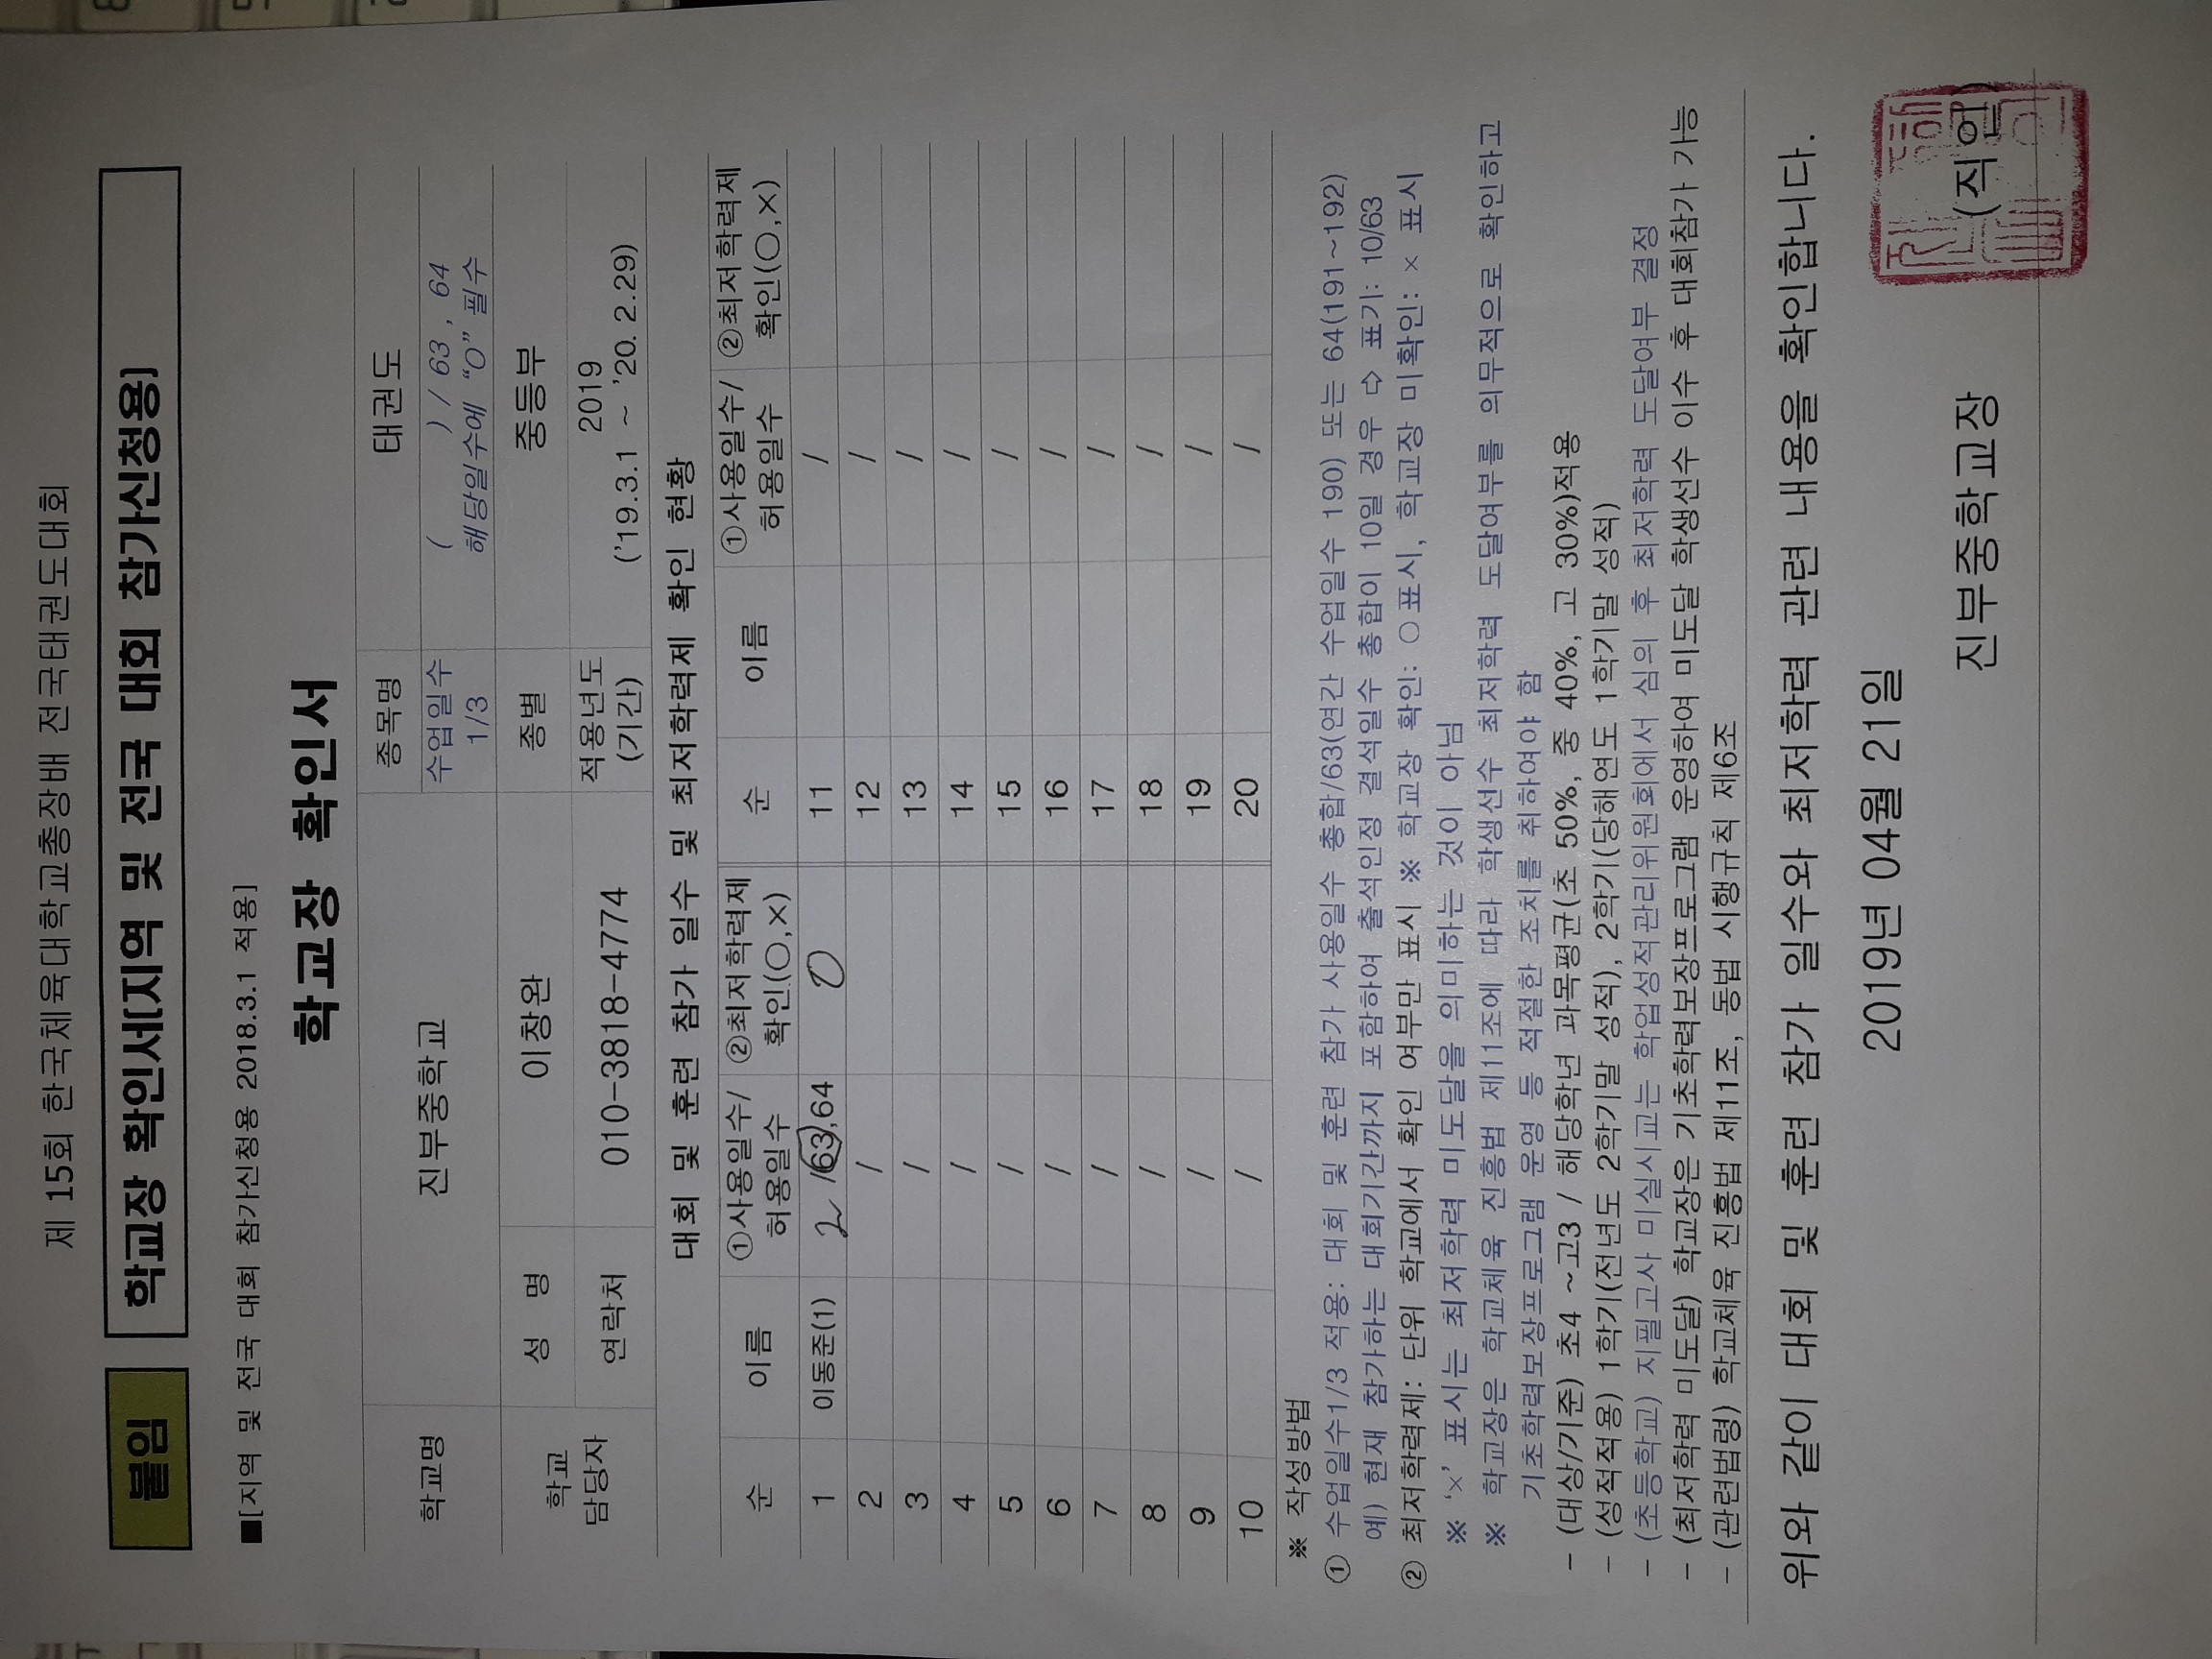 제 15회 한국체육대학교총장배 전국태권도대회
붙임 학교장 확인서[지역 및 전국 대회 참가신청용]
■[지역 및 전국 대회 참가신청용 2018.3.1 적용]
학교장 확인서
학교명 진부중학교 종목명 태권도
수업일수 1/3 ( ) / 63 , 64
해당일수에 “O” 필수
학교 담당자 성 명 이창완 종별 중등부
연락처 010-3818-4774 적용년도 (기간) 2019
('19.3.1 ~ '20. 2.29)
대회 및 훈련 참가 일수 및 최저학력제 확인 현황
순 이름 ①사용일수/ 허용일수 ②최저학력제 확인(○,×) 순 이름 ①사용일수/ 허용일수 ②최저학력제 확인(○,×)
1 이동준(1) 2 /63,64 O 11 /
2 / 12 /
3 / 13 /
4 / 14 /
5 / 15 /
6 / 16 /
7 / 17 /
8 / 18 /
9 / 19 /
10 / 20 /
※ 작성방법
① 수업일수1/3 적용: 대회 및 훈련 참가 사용일수 총합/63(연간 수업일수 190) 또는 64(191~192)
예) 현재 참가하는 대회기간까지 포함하여 출석인정 결석일수 총합이 10일 경우 ⇨ 표기: 10/63
② 최저학력제: 단위 학교에서 확인 여부만 표시 ※ 학교장 확인: ○ 표시, 학교장 미확인: × 표시
※ ‘×’ 표시는 최저학력 미도달을 의미하는 것이 아님
※ 학교장은 학교체육 진흥법 제11조에 따라 학생선수 최저학력 도달여부를 의무적으로 확인하고
기초학력보장프로그램 운영 등 적절한 조치를 취하여야 함
- (대상/기준) 초4 ~고3 / 해당학년 과목평균(초 50%, 중 40%, 고 30%)적용
- (성적적용) 1학기(전년도 2학기말 성적), 2학기(당해연도 1학기말 성적)
- (초등학교) 지필고사 미실시교는 학업성적관리위원회에서 심의 후 최저학력 도달여부 결정
- (최저학력 미도달) 학교장은 기초학력보장프로그램 운영하여 미도달 학생선수 이수 후 대회참가 가능
- (관련법령) 학교체육 진흥법 제11조, 동법 시행규칙 제6조
위와 같이 대회 및 훈련 참가 일수와 최저학력 관련 내용을 확인합니다.
2019년 04월 21일
진부중학교장 (직인)